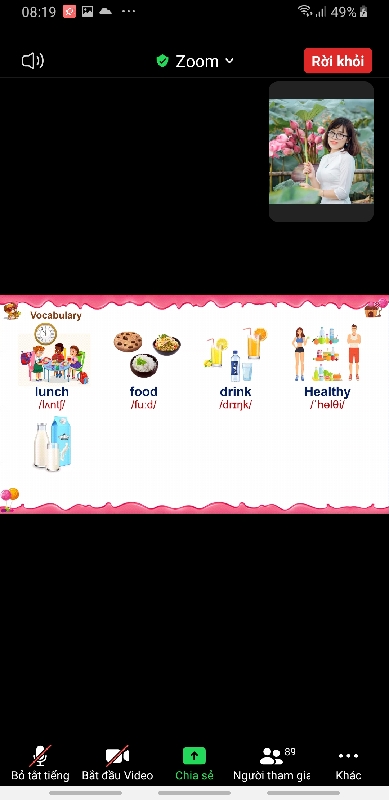 08:19
49%
Zoom
Rời khỏi
Vocabulary
lunch
/lʌntʃ/
food
/fuːd/
drink
/drɪŋk/
Healthy
/ˈhelθi/
Bỏ tắt tiếng
Bắt đầu Video
Chia sẻ
89
Người tham gia
Khác